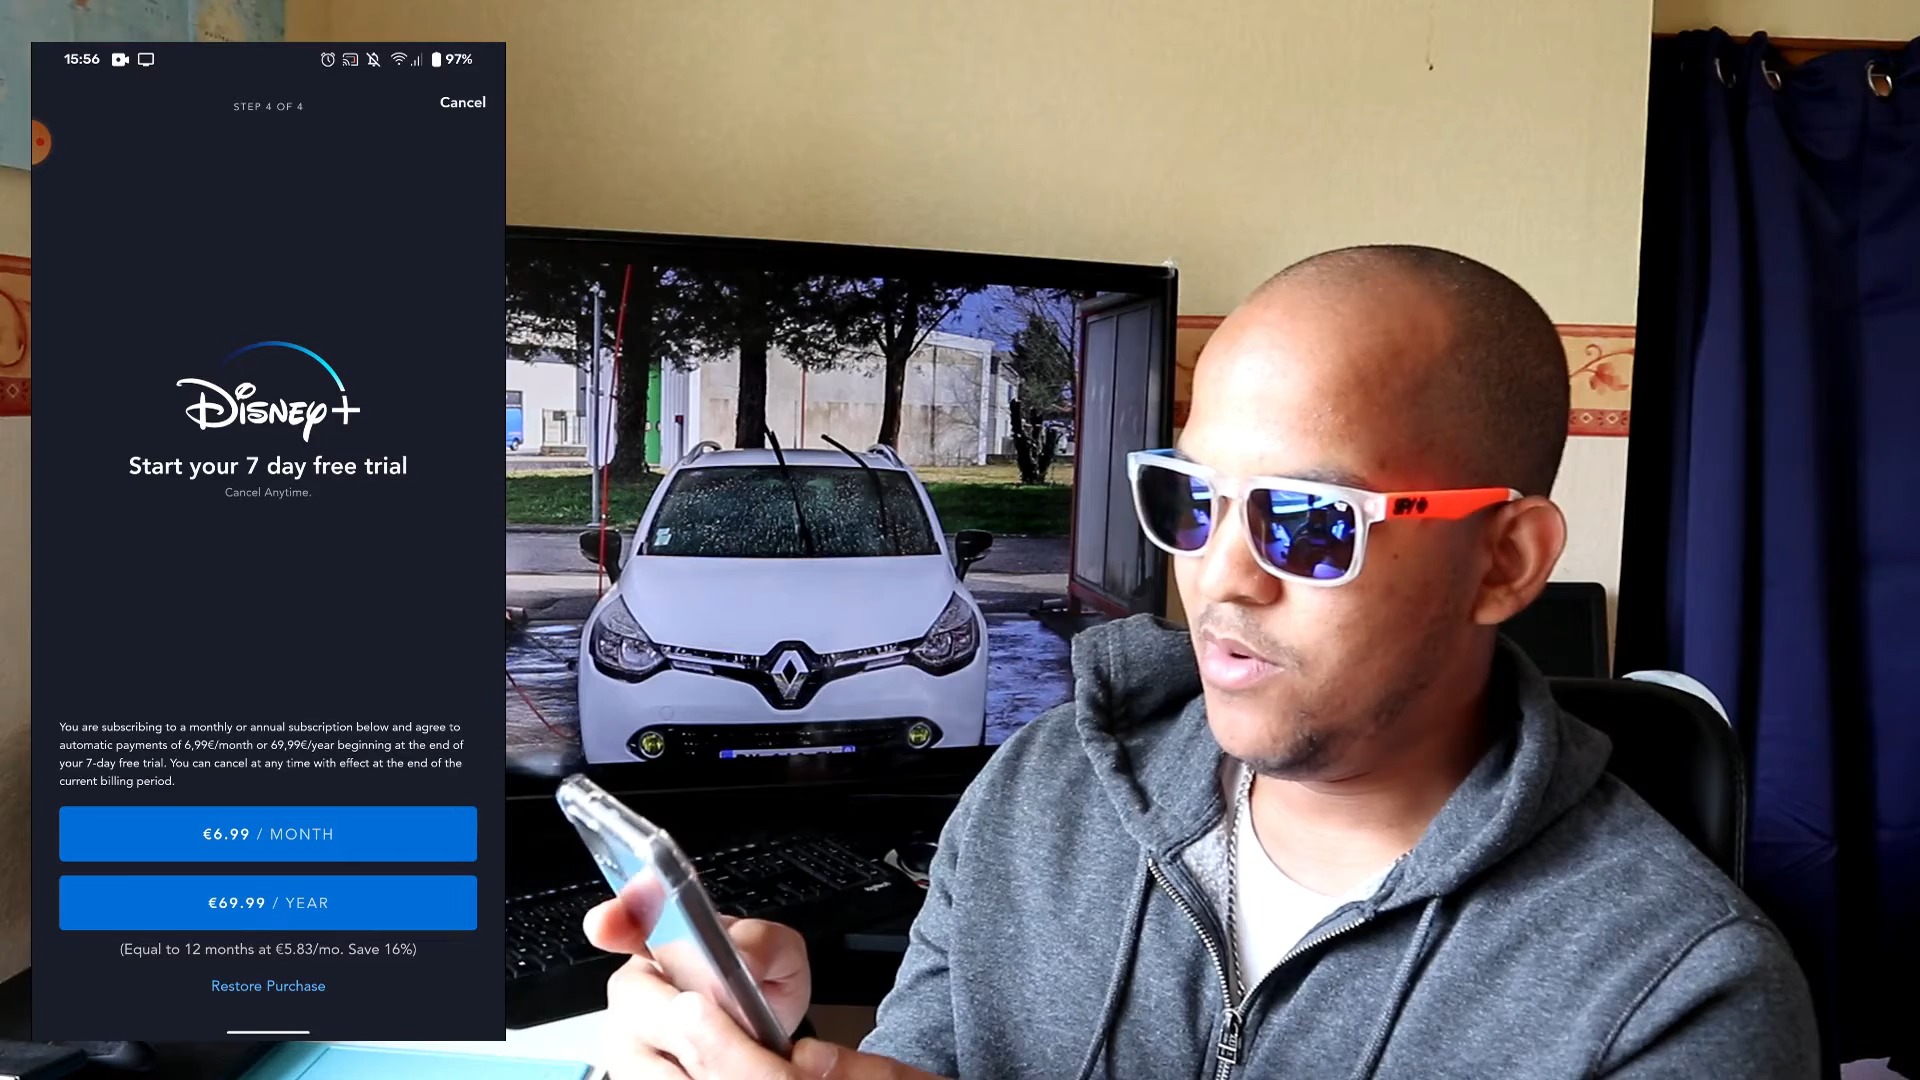 15:56
97%
STEP 4 OF 4
Cancel
Disney+
Start your 7 day free trial
Cancel Anytime.
You are subscribing to a monthly or annual subscription below and agree to
automatic payments of 6,99€/month or 69,99€/year beginning at the end of
your 7-day free trial. You can cancel at any time with effect at the end of the
current billing period.
€6.99 / MONTH
€69.99 / YEAR
(Equal to 12 months at €5.83/mo. Save 16%)
Restore Purchase